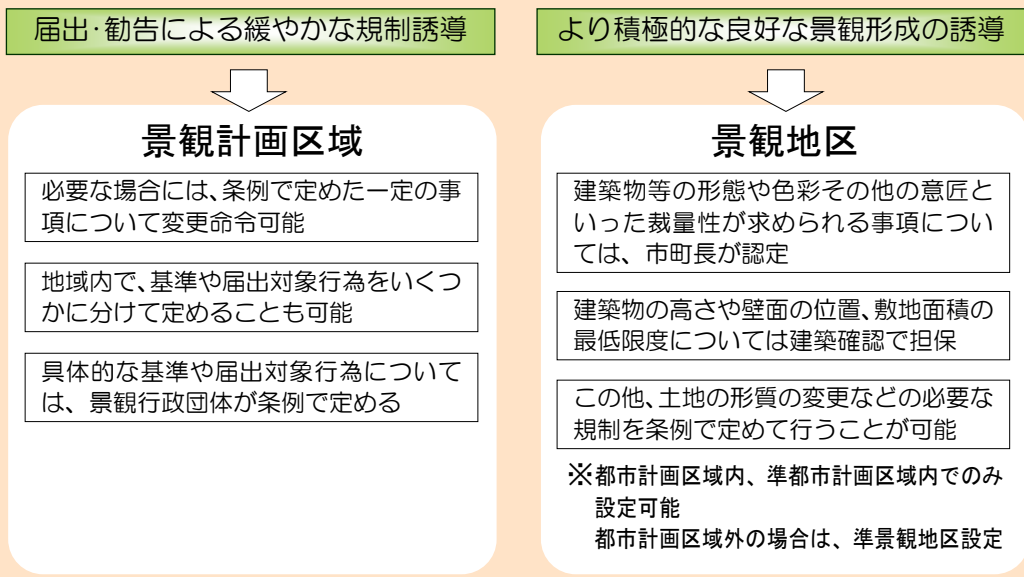 届出・勧告による緩やかな規制誘導
景観計画区域
必要な場合には、条例で定めた一定の事
項について変更命令可能
地域内で、基準や届出対象行為をいくつ
かに分けて定めることも可能
具体的な基準や届出対象行為について
は、景観行政団体が条例で定める
より積極的な良好な景観形成の誘導
景観地区
建築物等の形態や色彩その他の意匠と
いった裁量性が求められる事項につい
ては、市町長が認定
建築物の高さや壁面の位置、敷地面積の
最低限度については建築確認で担保
この他、土地の形質の変更などの必要な
規制を条例で定めて行うことが可能
※都市計画区域内、準都市計画区域内でのみ
設定可能
都市計画区域外の場合は、準景観地区設定